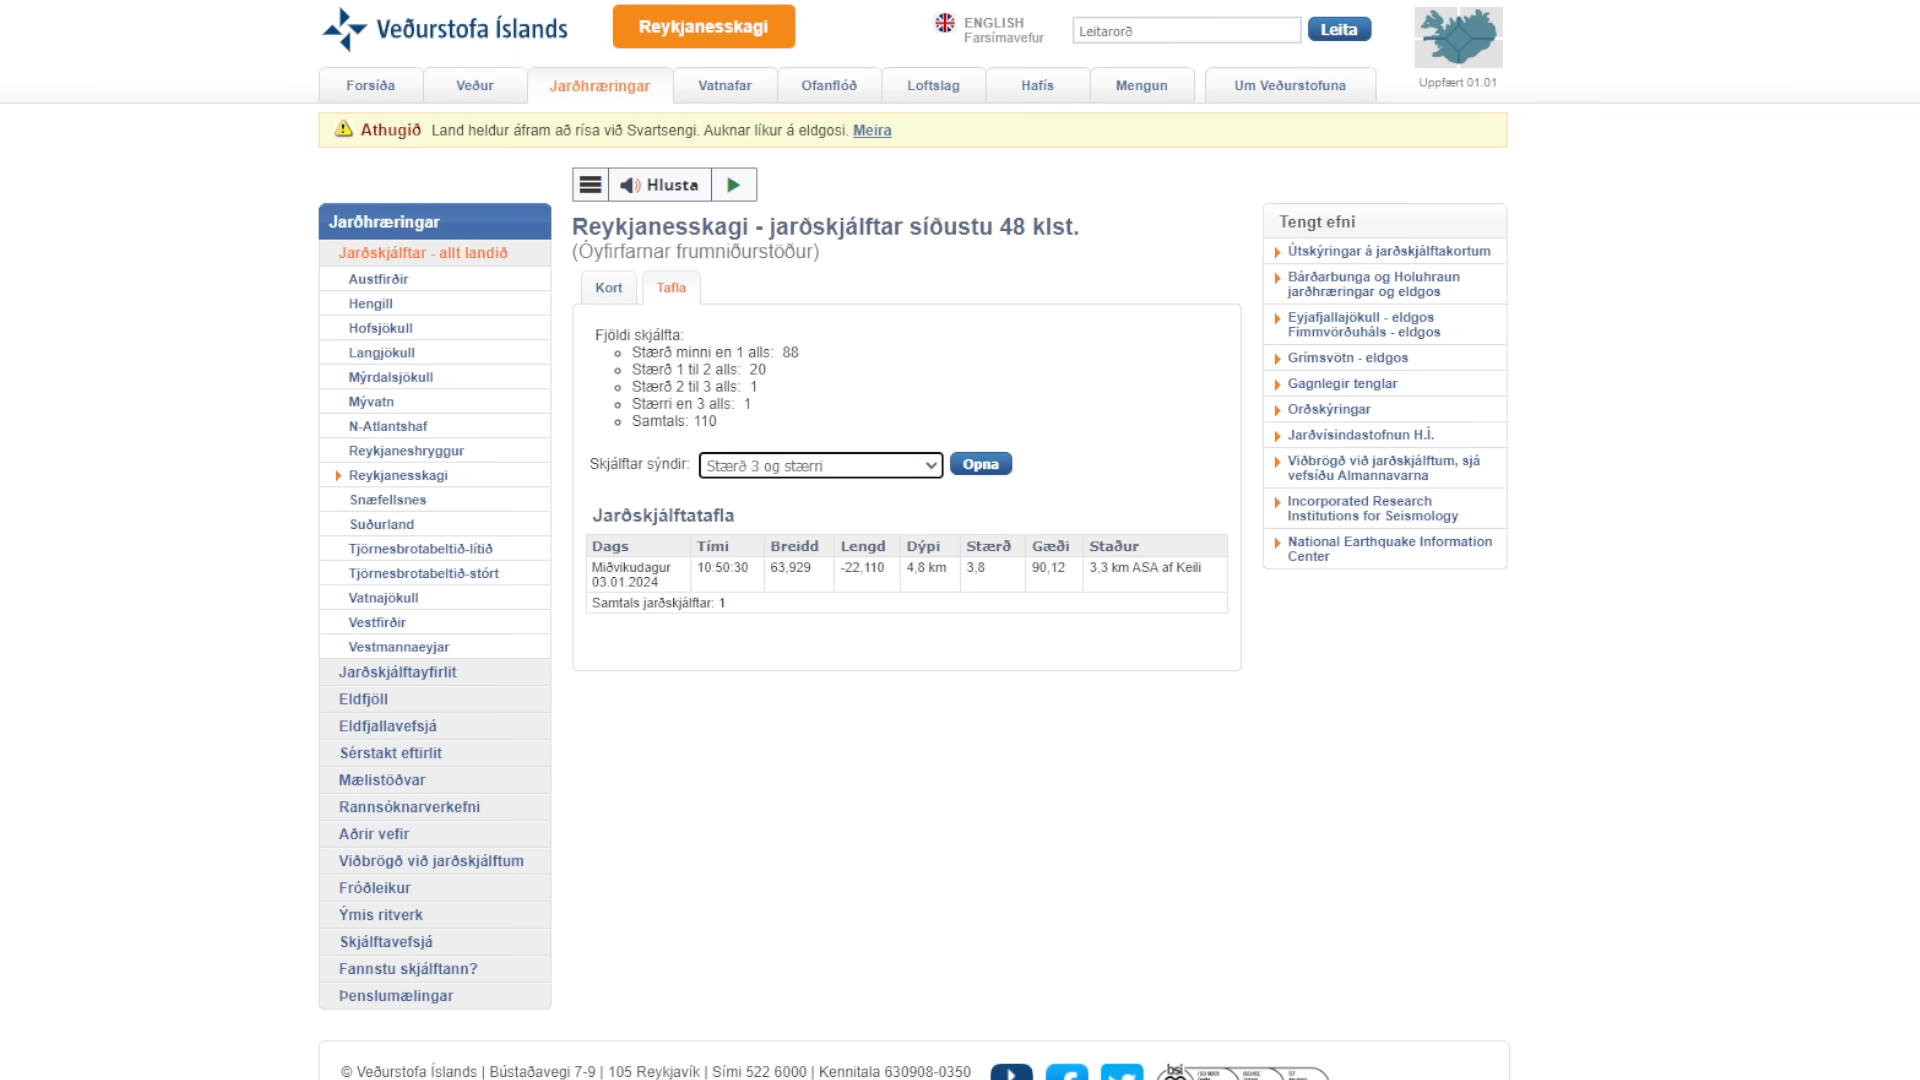 Veðurstofa Íslands
Reykjanesskagi
ENGLISH
Farsímavefur
Leitarorð
Leita
Forsíða
Veður
Jarðhræringar
Vatnafar
Ofanflóð
Loftslag
Hafís
Mengun
Um Veðurstofuna
Uppfært 01.01
Athugið Land heldur áfram að rísa við Svartsengi. Auknar líkur á eldgosi. Meira
Hlusta
Jarðhræringar
Jarðskjálftar - allt landið
Austfirðir
Hengill
Hofsjökull
Langjökull
Mýrdalsjökull
Mývatn
N-Atlantshaf
Reykjaneshryggur
Reykjanesskagi
Snæfellsnes
Suðurland
Tjörnesbrotabeltið-lítið
Tjörnesbrotabeltið-stórt
Vatnajökull
Vestfirðir
Vestmannaeyjar
Jarðskjálftayfirlit
Eldfjöll
Eldfjallavefsjá
Sérstakt eftirlit
Mælistöðvar
Rannsóknarverkefni
Aðrir vefir
Viðbrögð við jarðskjálftum
Fróðleikur
Ýmis ritverk
Skjálftavefsjá
Fannstu skjálftann?
Þenslumælingar
Reykjanesskagi - jarðskjálftar síðustu 48 klst.
(Óyfirfarnar frumniðurstöður)
Kort
Tafla
Fjöldi skjálfta:
Stærð minni en 1 alls: 88
Stærð 1 til 2 alls: 20
Stærð 2 til 3 alls: 1
Stærri en 3 alls: 1
Samtals: 110
Skjálftar sýndir: Stærð 3 og stærri Opna
Jarðskjálftatafla
Dags Tími Breidd Lengd Dýpi Stærð Gæði Staður
Miðvikudagur 10:50:30 63,929 -22,110 4,8 km 3,8 90,12 3,3 km ASA af Keili
03.01.2024
Samtals jarðskjálftar: 1
Tengt efni
Útskýringar á jarðskjálftakortum
Bárðarbunga og Holuhraun
jarðhræringar og eldgos
Eyjafjallajökull - eldgos
Fimmvörðuháls - eldgos
Grímsvötn - eldgos
Gagnlegir tenglar
Orðskýringar
Jarðvísindastofnun H.Í.
Viðbrögð við jarðskjálftum, sjá
vefsíðu Almannavarna
Incorporated Research
Institutions for Seismology
National Earthquake Information
Center
© Veðurstofa Íslands | Bústaðavegi 7-9 | 105 Reykjavík | Sími 522 6000 | Kennitala 630908-0350
bsi